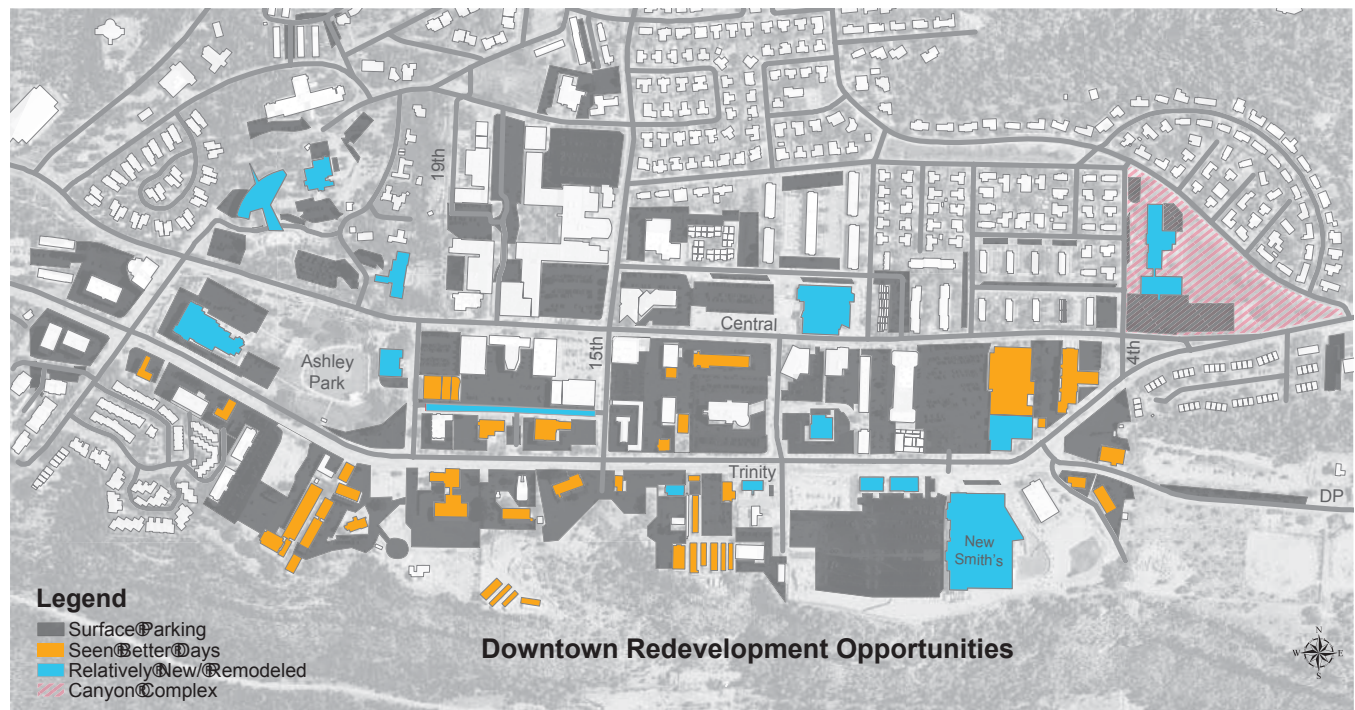 19th
15th
Central
4th
Ashley
Park
Trinity
DP
New
Smith's
Legend
Surface®Parking
Seen®Better®Days
Relatively®New/®Remodeled
Canyon®Complex
Downtown Redevelopment Opportunities
N
W E
S